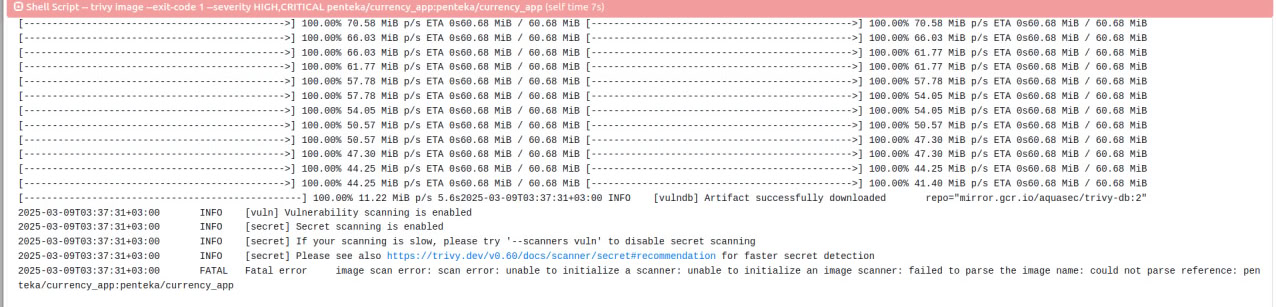 Shell Script -- trivy image --exit-code 1 --severity HIGH,CRITICAL penteka/currency_app:penteka/currency_app (self time 7s)
[----------------------------------------------->] 100.00% 70.58 MiB p/s ETA 0s60.68 MiB / 60.68 MiB [----------------------------------------------->] 100.00% 70.58 MiB p/s ETA 0s60.68 MiB / 60.68 MiB
[----------------------------------------------->] 100.00% 66.03 MiB p/s ETA 0s60.68 MiB / 60.68 MiB [----------------------------------------------->] 100.00% 66.03 MiB p/s ETA 0s60.68 MiB / 60.68 MiB
[----------------------------------------------->] 100.00% 66.03 MiB p/s ETA 0s60.68 MiB / 60.68 MiB [----------------------------------------------->] 100.00% 61.77 MiB p/s ETA 0s60.68 MiB / 60.68 MiB
[----------------------------------------------->] 100.00% 61.77 MiB p/s ETA 0s60.68 MiB / 60.68 MiB [----------------------------------------------->] 100.00% 61.77 MiB p/s ETA 0s60.68 MiB / 60.68 MiB
[----------------------------------------------->] 100.00% 57.78 MiB p/s ETA 0s60.68 MiB / 60.68 MiB [----------------------------------------------->] 100.00% 57.78 MiB p/s ETA 0s60.68 MiB / 60.68 MiB
[----------------------------------------------->] 100.00% 57.78 MiB p/s ETA 0s60.68 MiB / 60.68 MiB [----------------------------------------------->] 100.00% 54.05 MiB p/s ETA 0s60.68 MiB / 60.68 MiB
[----------------------------------------------->] 100.00% 54.05 MiB p/s ETA 0s60.68 MiB / 60.68 MiB [----------------------------------------------->] 100.00% 54.05 MiB p/s ETA 0s60.68 MiB / 60.68 MiB
[----------------------------------------------->] 100.00% 50.57 MiB p/s ETA 0s60.68 MiB / 60.68 MiB [----------------------------------------------->] 100.00% 50.57 MiB p/s ETA 0s60.68 MiB / 60.68 MiB
[----------------------------------------------->] 100.00% 50.57 MiB p/s ETA 0s60.68 MiB / 60.68 MiB [----------------------------------------------->] 100.00% 47.30 MiB p/s ETA 0s60.68 MiB / 60.68 MiB
[----------------------------------------------->] 100.00% 47.30 MiB p/s ETA 0s60.68 MiB / 60.68 MiB [----------------------------------------------->] 100.00% 47.30 MiB p/s ETA 0s60.68 MiB / 60.68 MiB
[----------------------------------------------->] 100.00% 44.25 MiB p/s ETA 0s60.68 MiB / 60.68 MiB [----------------------------------------------->] 100.00% 44.25 MiB p/s ETA 0s60.68 MiB / 60.68 MiB
[----------------------------------------------->] 100.00% 44.25 MiB p/s ETA 0s60.68 MiB / 60.68 MiB [----------------------------------------------->] 100.00% 41.40 MiB p/s ETA 0s60.68 MiB / 60.68 MiB
[--------------------------------------------------] 100.00% 11.22 MiB p/s 5.6s2025-03-09T03:37:31+03:00 INFO [vulndb] Artifact successfully downloaded repo="mirror.gcr.io/aquasec/trivy-db:2"
2025-03-09T03:37:31+03:00 INFO [vuln] Vulnerability scanning is enabled
2025-03-09T03:37:31+03:00 INFO [secret] Secret scanning is enabled
2025-03-09T03:37:31+03:00 INFO [secret] If your scanning is slow, please try '--scanners vuln' to disable secret scanning
2025-03-09T03:37:31+03:00 INFO [secret] Please see also https://trivy.dev/v0.60/docs/scanner/secret#recommendation for faster secret detection
2025-03-09T03:37:31+03:00 FATAL Fatal error image scan error: scan error: unable to initialize a scanner: unable to initialize an image scanner: failed to parse the image name: could not parse reference: pen
teka/currency_app:penteka/currency_app